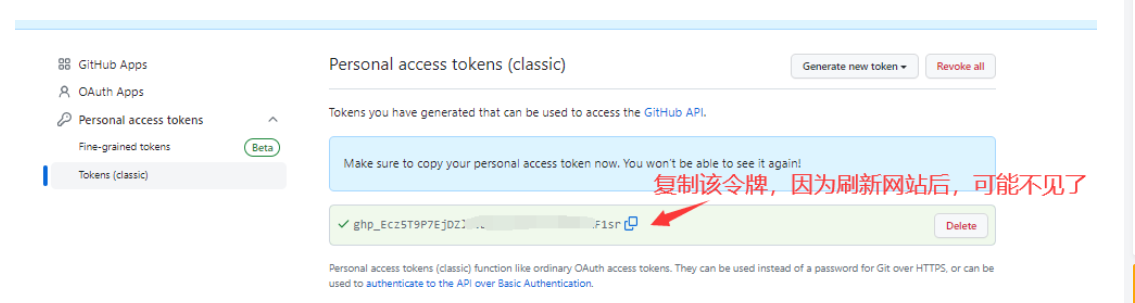 GitHub Apps
OAuth Apps
Personal access tokens
Fine-grained tokens Beta
Tokens (classic)
Personal access tokens (classic)
Generate new token
Revoke all
Tokens you have generated that can be used to access the GitHub API.
Make sure to copy your personal access token now. You won't be able to see it again!
复制该令牌，因为刷新网站后，可能不见了
Delete
Personal access tokens (classic) function like ordinary OAuth access tokens. They can be used instead of a password for Git over HTTPS, or can be
used to authenticate to the API over Basic Authentication.